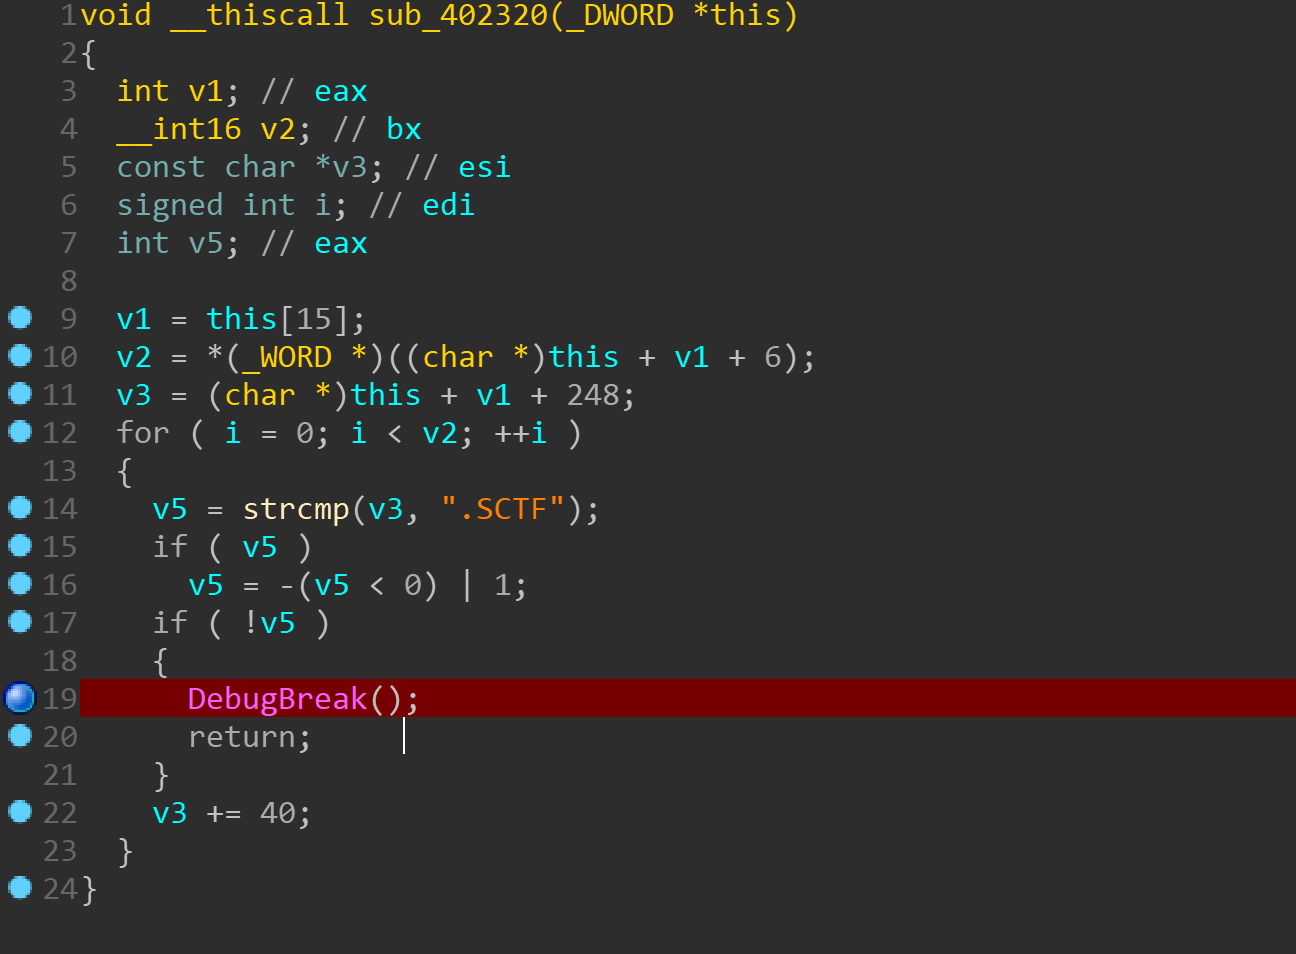 1 void __thiscall sub_402320(_DWORD *this)
2 {
3   int v1; // eax
4   __int16 v2; // bx
5   const char *v3; // esi
6   signed int i; // edi
7   int v5; // eax
8
9   v1 = this[15];
10   v2 = *(_WORD *)((char *)this + v1 + 6);
11   v3 = (char *)this + v1 + 248;
12   for ( i = 0; i < v2; ++i )
13   {
14     v5 = strcmp(v3, ".SCTF");
15     if ( v5 )
16       v5 = -(v5 < 0) | 1;
17     if ( !v5 )
18     {
19       DebugBreak();
20       return;
21     }
22     v3 += 40;
23   }
24 }